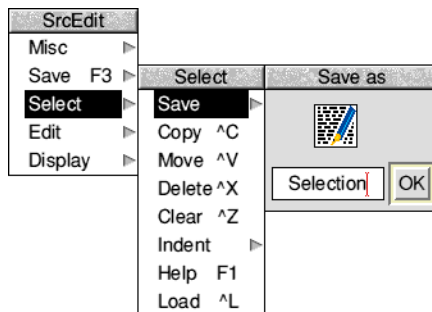 SrcEdit
Misc
Save F3
Select
Edit
Display
Select
Save
Copy ^C
Move ^V
Delete ^X
Clear ^Z
Indent
Help F1
Load ^L
Save as
Selection
OK